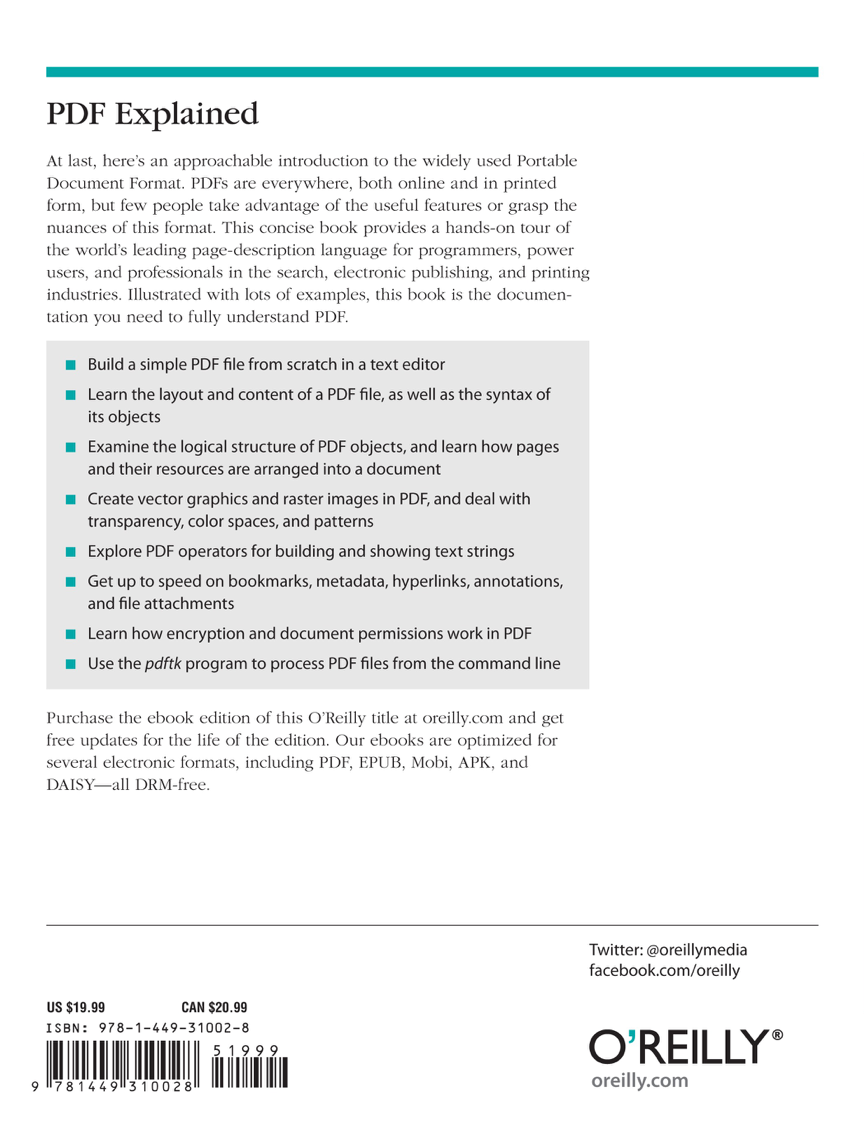 PDF Explained
At last, here's an approachable introduction to the widely used Portable
Document Format. PDFs are everywhere, both online and in printed
form, but few people take advantage of the useful features or grasp the
nuances of this format. This concise book provides a hands-on tour of
the world's leading page-description language for programmers, power
users, and professionals in the search, electronic publishing, and printing
industries. Illustrated with lots of examples, this book is the documen-
tation you need to fully understand PDF.
■ Build a simple PDF file from scratch in a text editor
■ Learn the layout and content of a PDF file, as well as the syntax of
its objects
■ Examine the logical structure of PDF objects, and learn how pages
and their resources are arranged into a document
■ Create vector graphics and raster images in PDF, and deal with
transparency, color spaces, and patterns
■ Explore PDF operators for building and showing text strings
■ Get up to speed on bookmarks, metadata, hyperlinks, annotations,
and file attachments
■ Learn how encryption and document permissions work in PDF
■ Use the pdftk program to process PDF files from the command line
Purchase the ebook edition of this O'Reilly title at oreilly.com and get
free updates for the life of the edition. Our ebooks are optimized for
several electronic formats, including PDF, EPUB, Mobi, APK, and
DAISY—all DRM-free.
Twitter: @oreillymedia
facebook.com/oreilly
US $19.99 CAN $20.99
ISBN: 978-1-449-31002-8
51999
9 781449 310028
O'REILLY®
oreilly.com